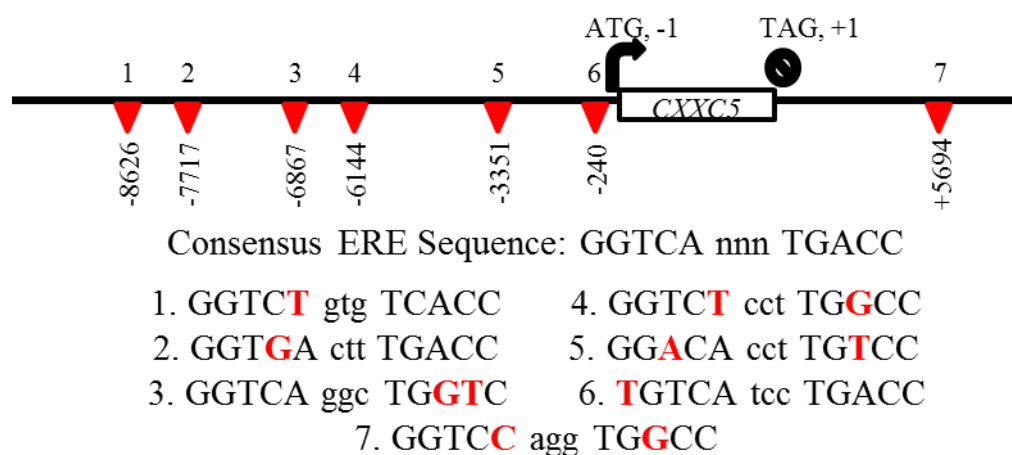 ATG, -1 TAG, +1
1 2 3 4 5 6 7
CXXC5
-8626 -7717 -6867 -6144 -3351 -240 +5694
Consensus ERE Sequence: GGTCA nnn TGACC
1. GGTCT gtg TCACC 4. GGTCT cct TGGCC
2. GGTGA ctt TGACC 5. GGACA cct TGTCC
3. GGTCA ggc TGGTC 6. TGTCA tcc TGACC
7. GGTCC agg TGGCC